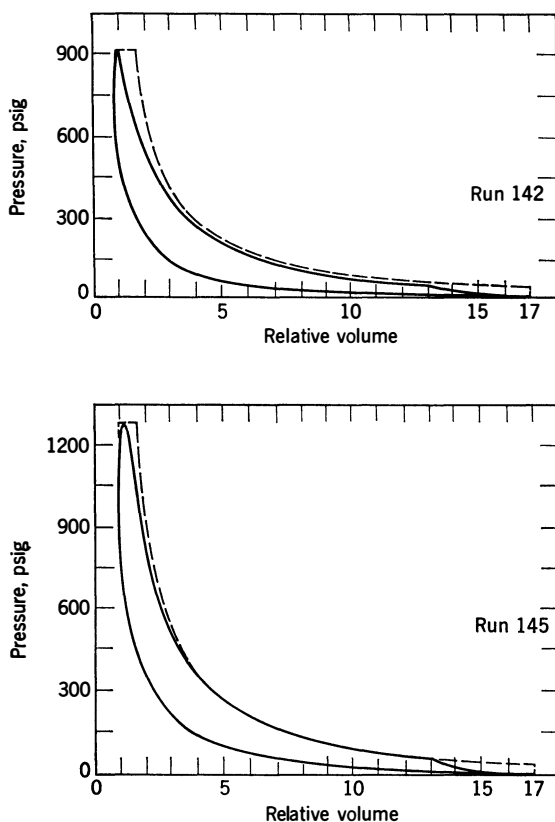 Pressure, psig
900
600
300
0
Run 142
0 5 10 15 17
Relative volume
Pressure, psig
1200
900
600
300
0
Run 145
0 5 10 15 17
Relative volume